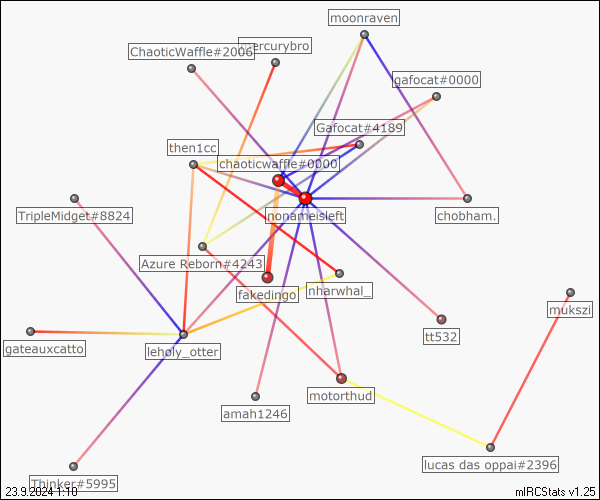 moonraven
ChaoticWaffle#2006
mercurybro
gafocat#0000
Gafocat#4189
then1cc
chaoticwaffle#0000
TripleMidget#8824
nonameisleft
chobham.
Azure Reborn#4243
fakedingo
nharwhal_
mukszi
tt532
gateauxcatto
leholy_otter
motorthud
amah1246
lucas das oppai#2396
Thinker#5995
23.9.2024 1:10
mIRCStats v1.25